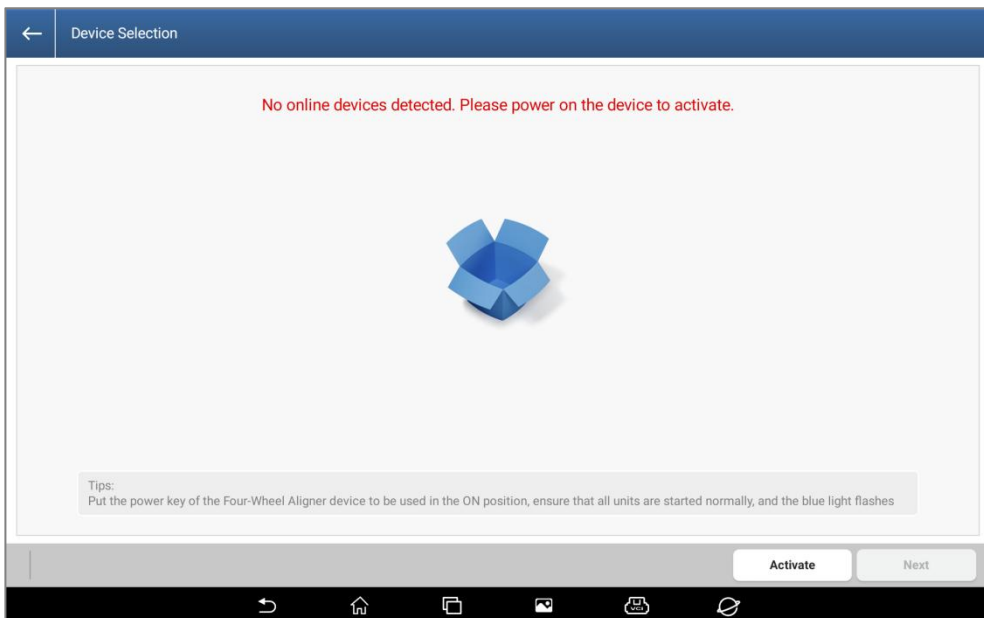 Device Selection
No online devices detected. Please power on the device to activate.
Tips:
Put the power key of the Four-Wheel Aligner device to be used in the ON position, ensure that all units are started normally, and the blue light flashes
Activate
Next
VCI